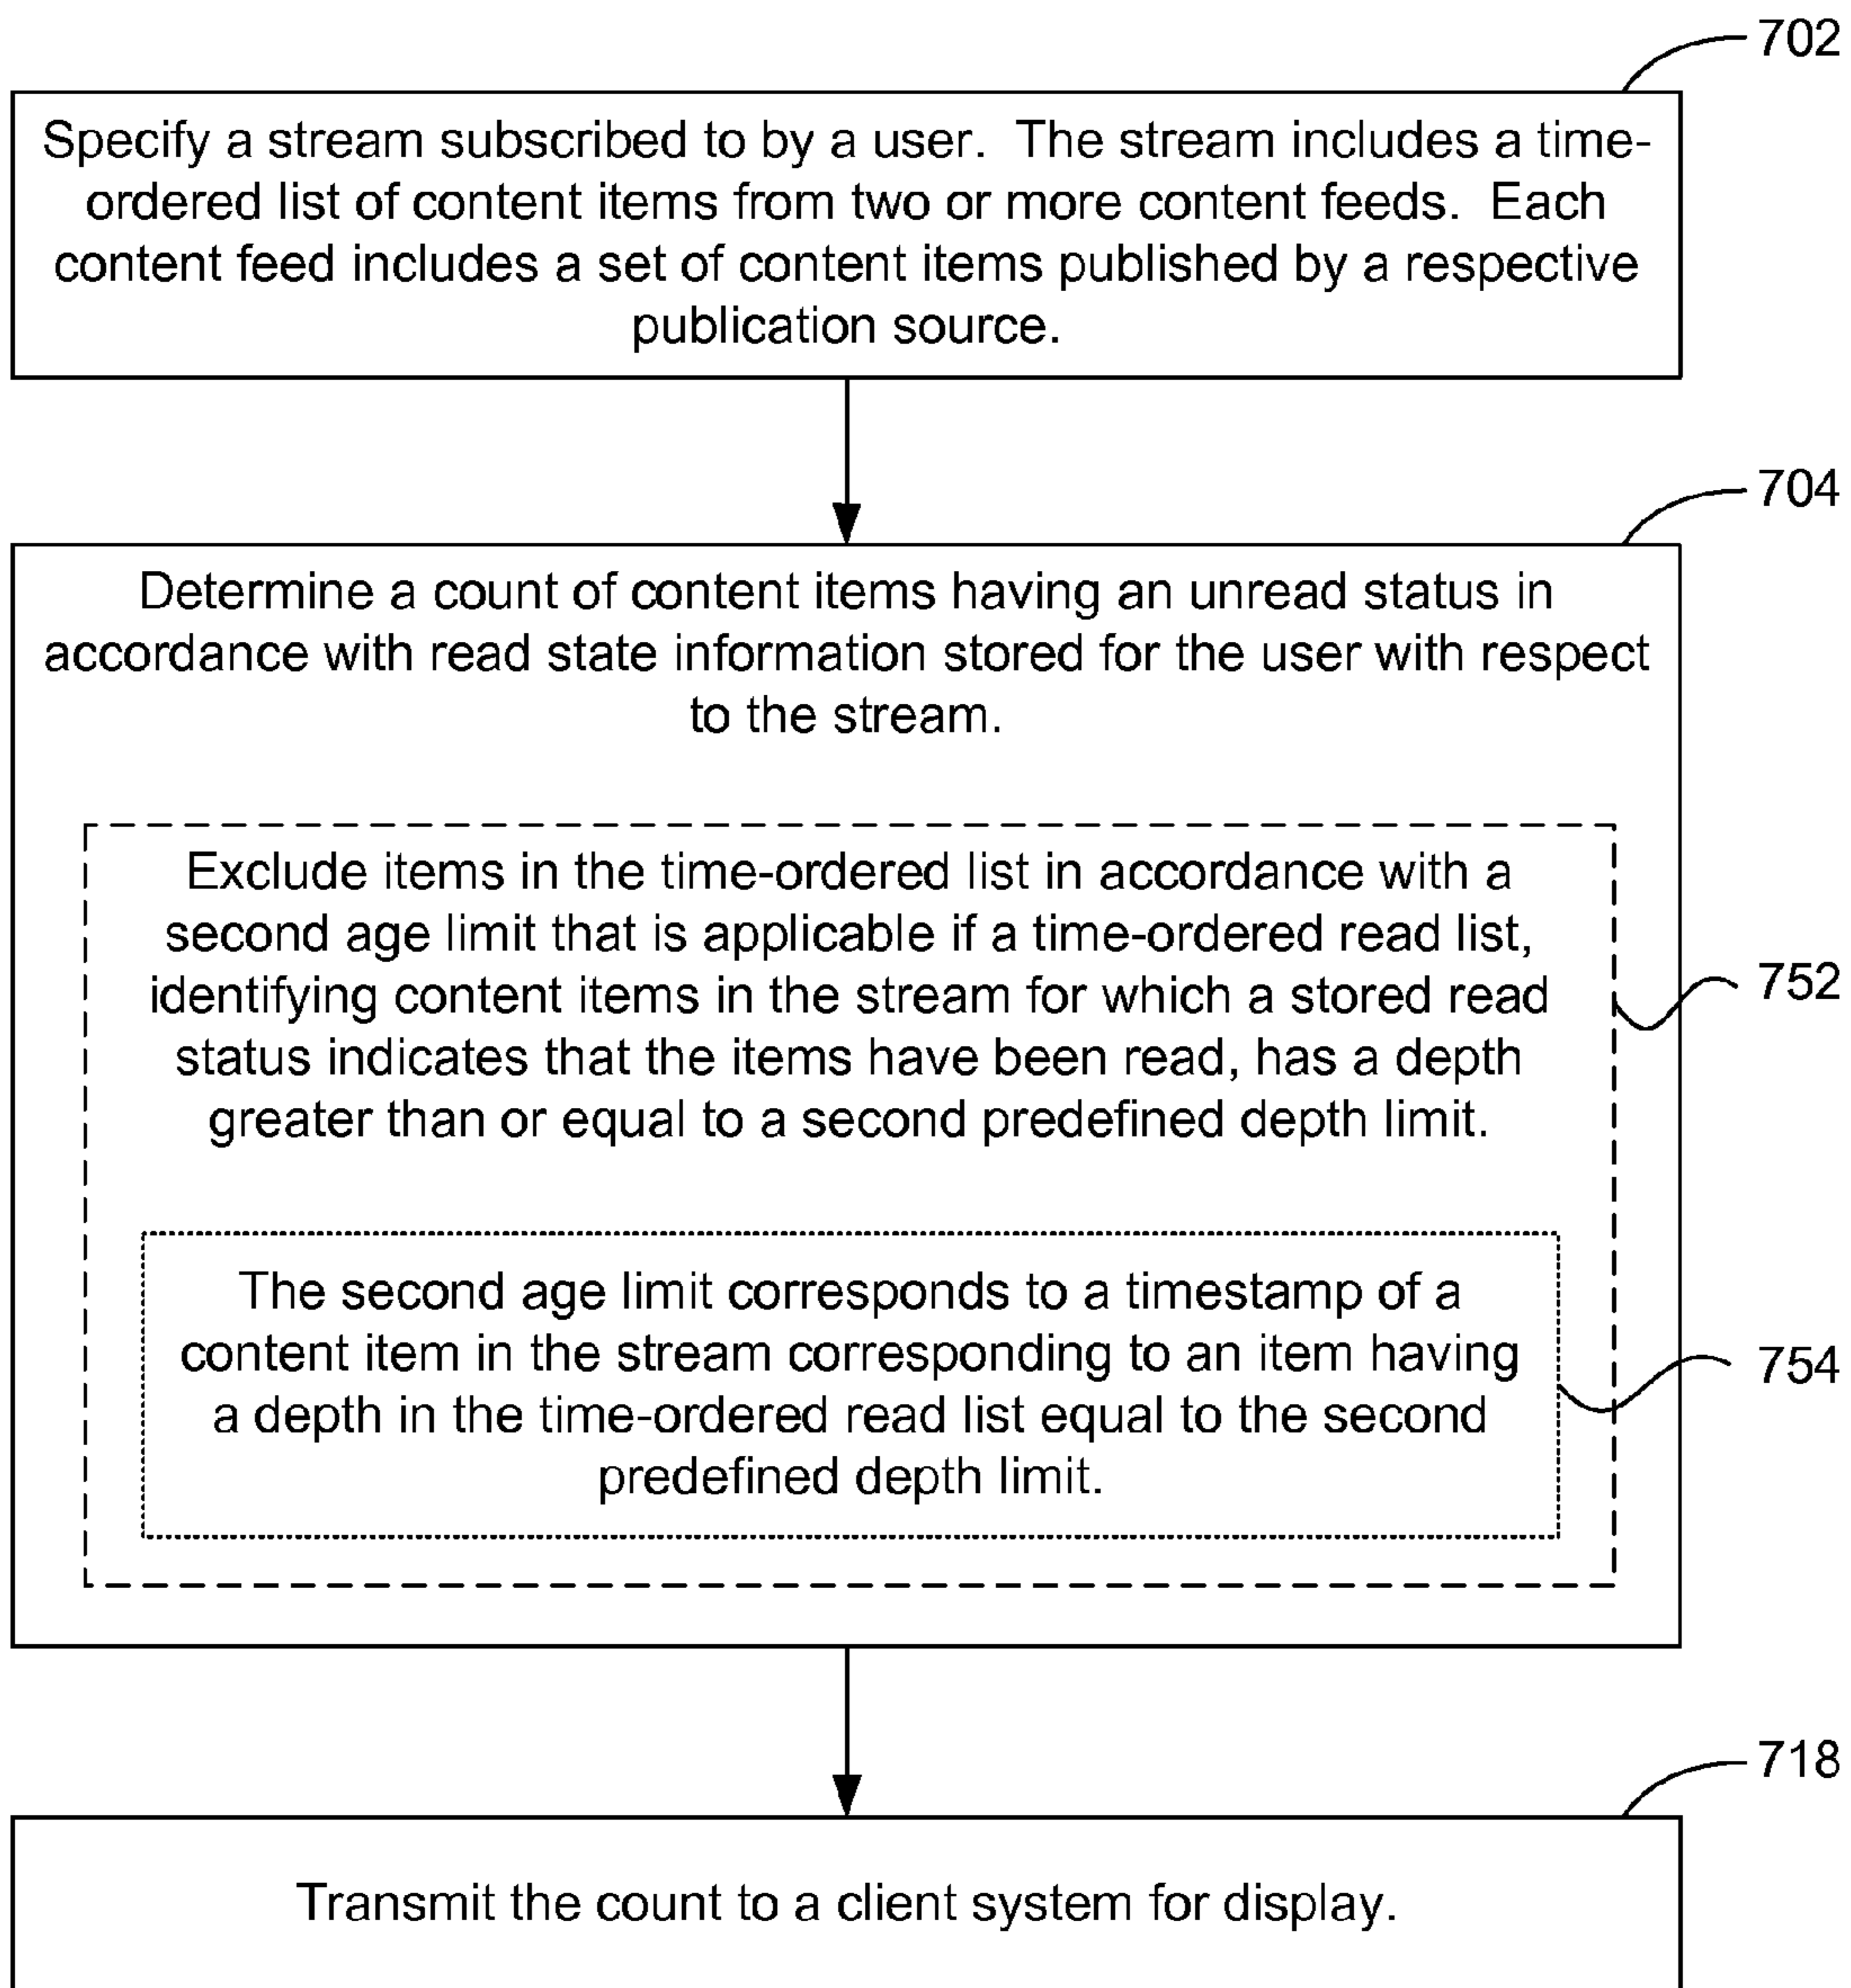 702
Specify a stream subscribed to by a user. The stream includes a time-
ordered list of content items from two or more content feeds. Each
content feed includes a set of content items published by a respective
publication source.
704
Determine a count of content items having an unread status in
accordance with read state information stored for the user with respect
to the stream.
Exclude items in the time-ordered list in accordance with a
second age limit that is applicable if a time-ordered read list,
identifying content items in the stream for which a stored read
status indicates that the items have been read, has a depth
greater than or equal to a second predefined depth limit.
752
The second age limit corresponds to a timestamp of a
content item in the stream corresponding to an item having
a depth in the time-ordered read list equal to the second
predefined depth limit.
754
718
Transmit the count to a client system for display.